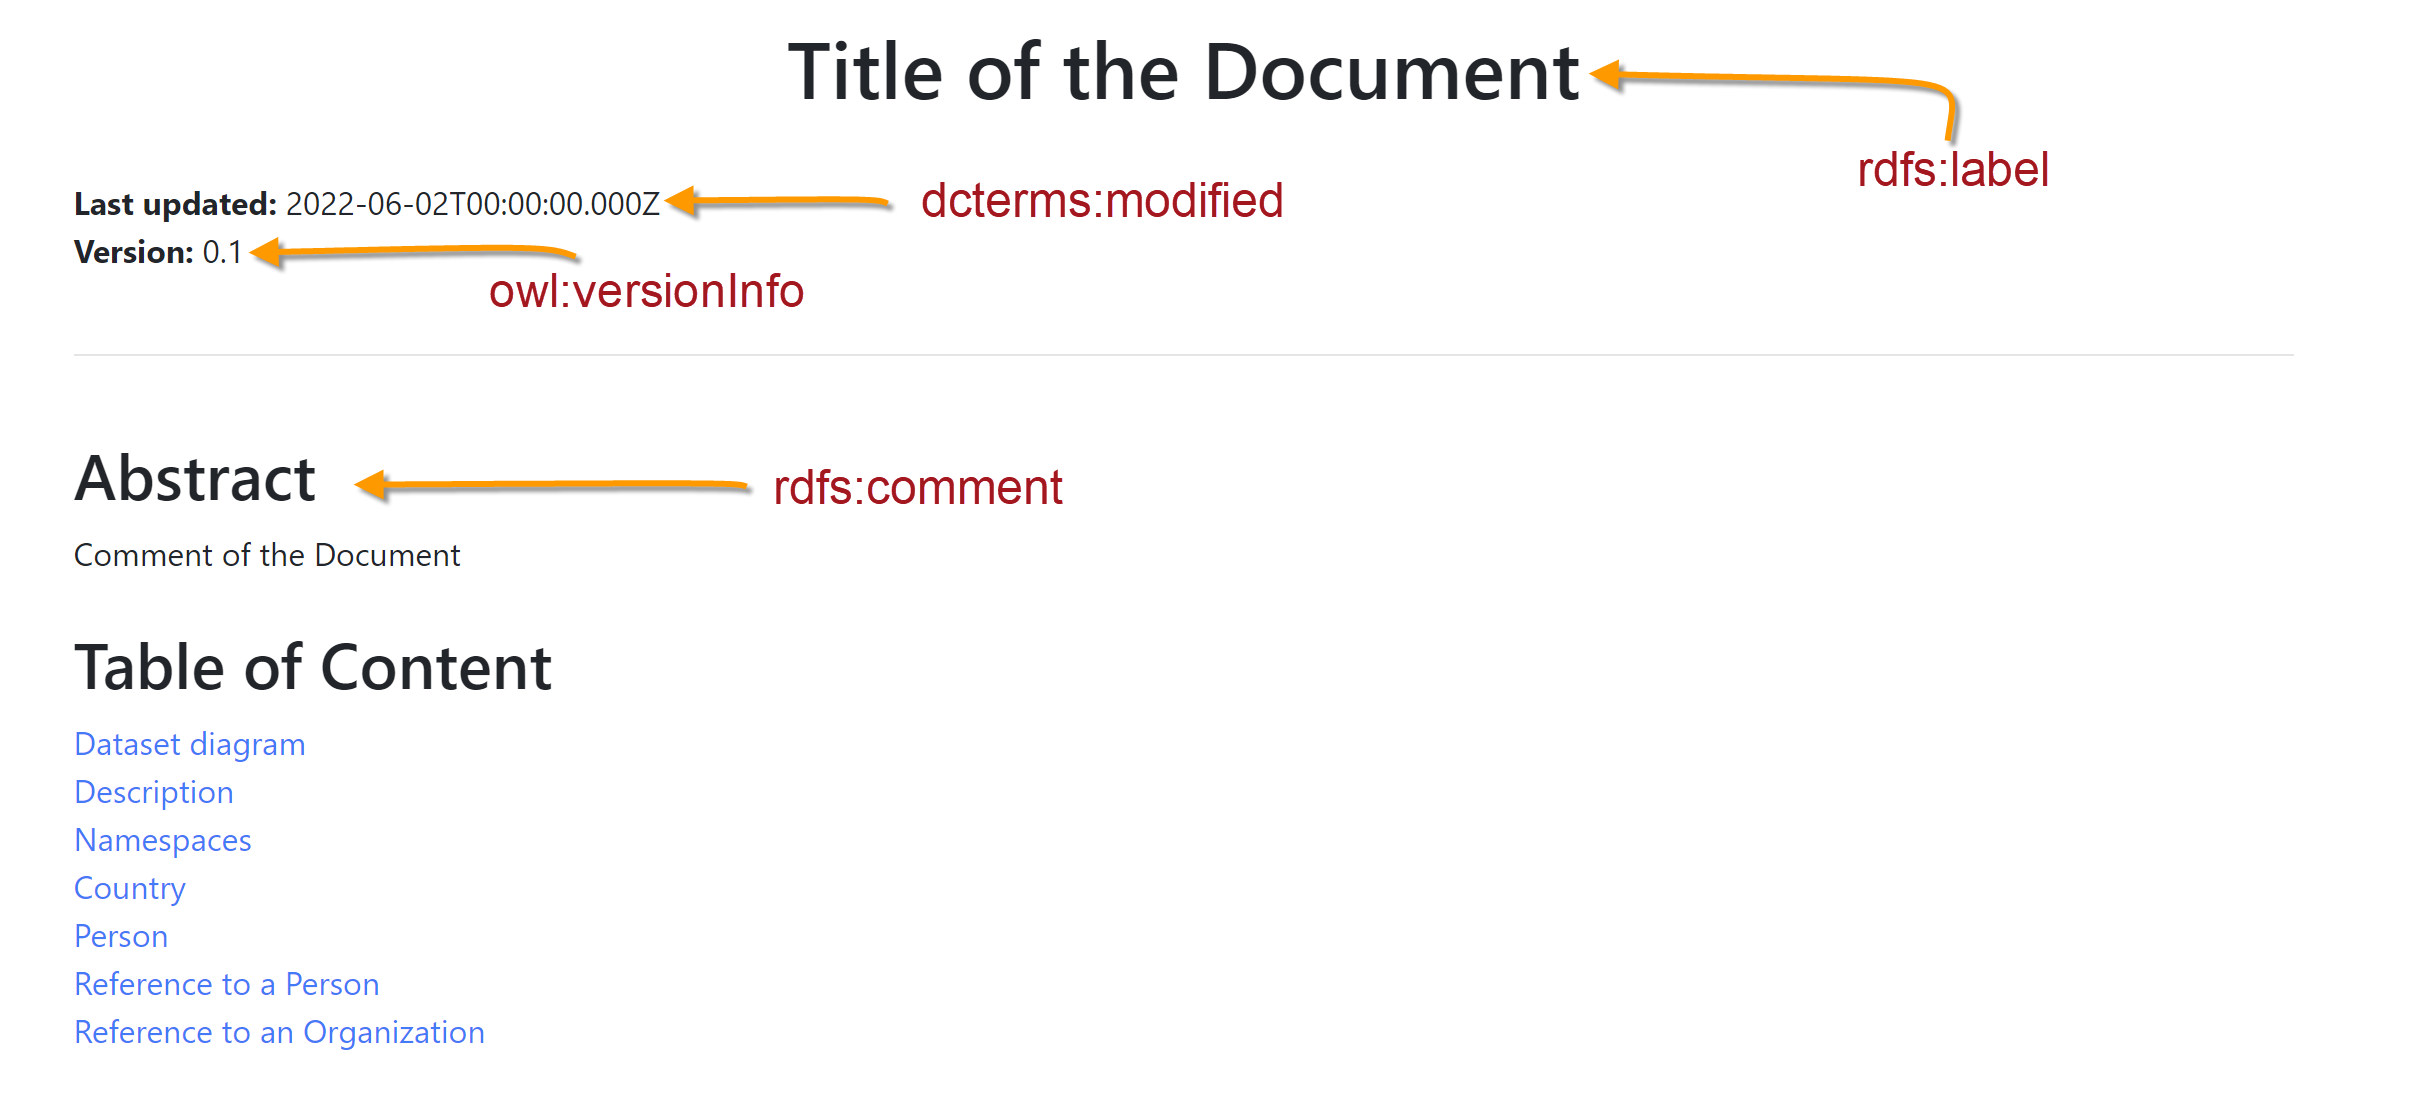 Title of the Document
rdfs:label
Last updated: 2022-06-02T00:00:00.000Z
dcterms:modified
Version: 0.1
owl:versionInfo
Abstract
rdfs:comment
Comment of the Document
Table of Content
Dataset diagram
Description
Namespaces
Country
Person
Reference to a Person
Reference to an Organization